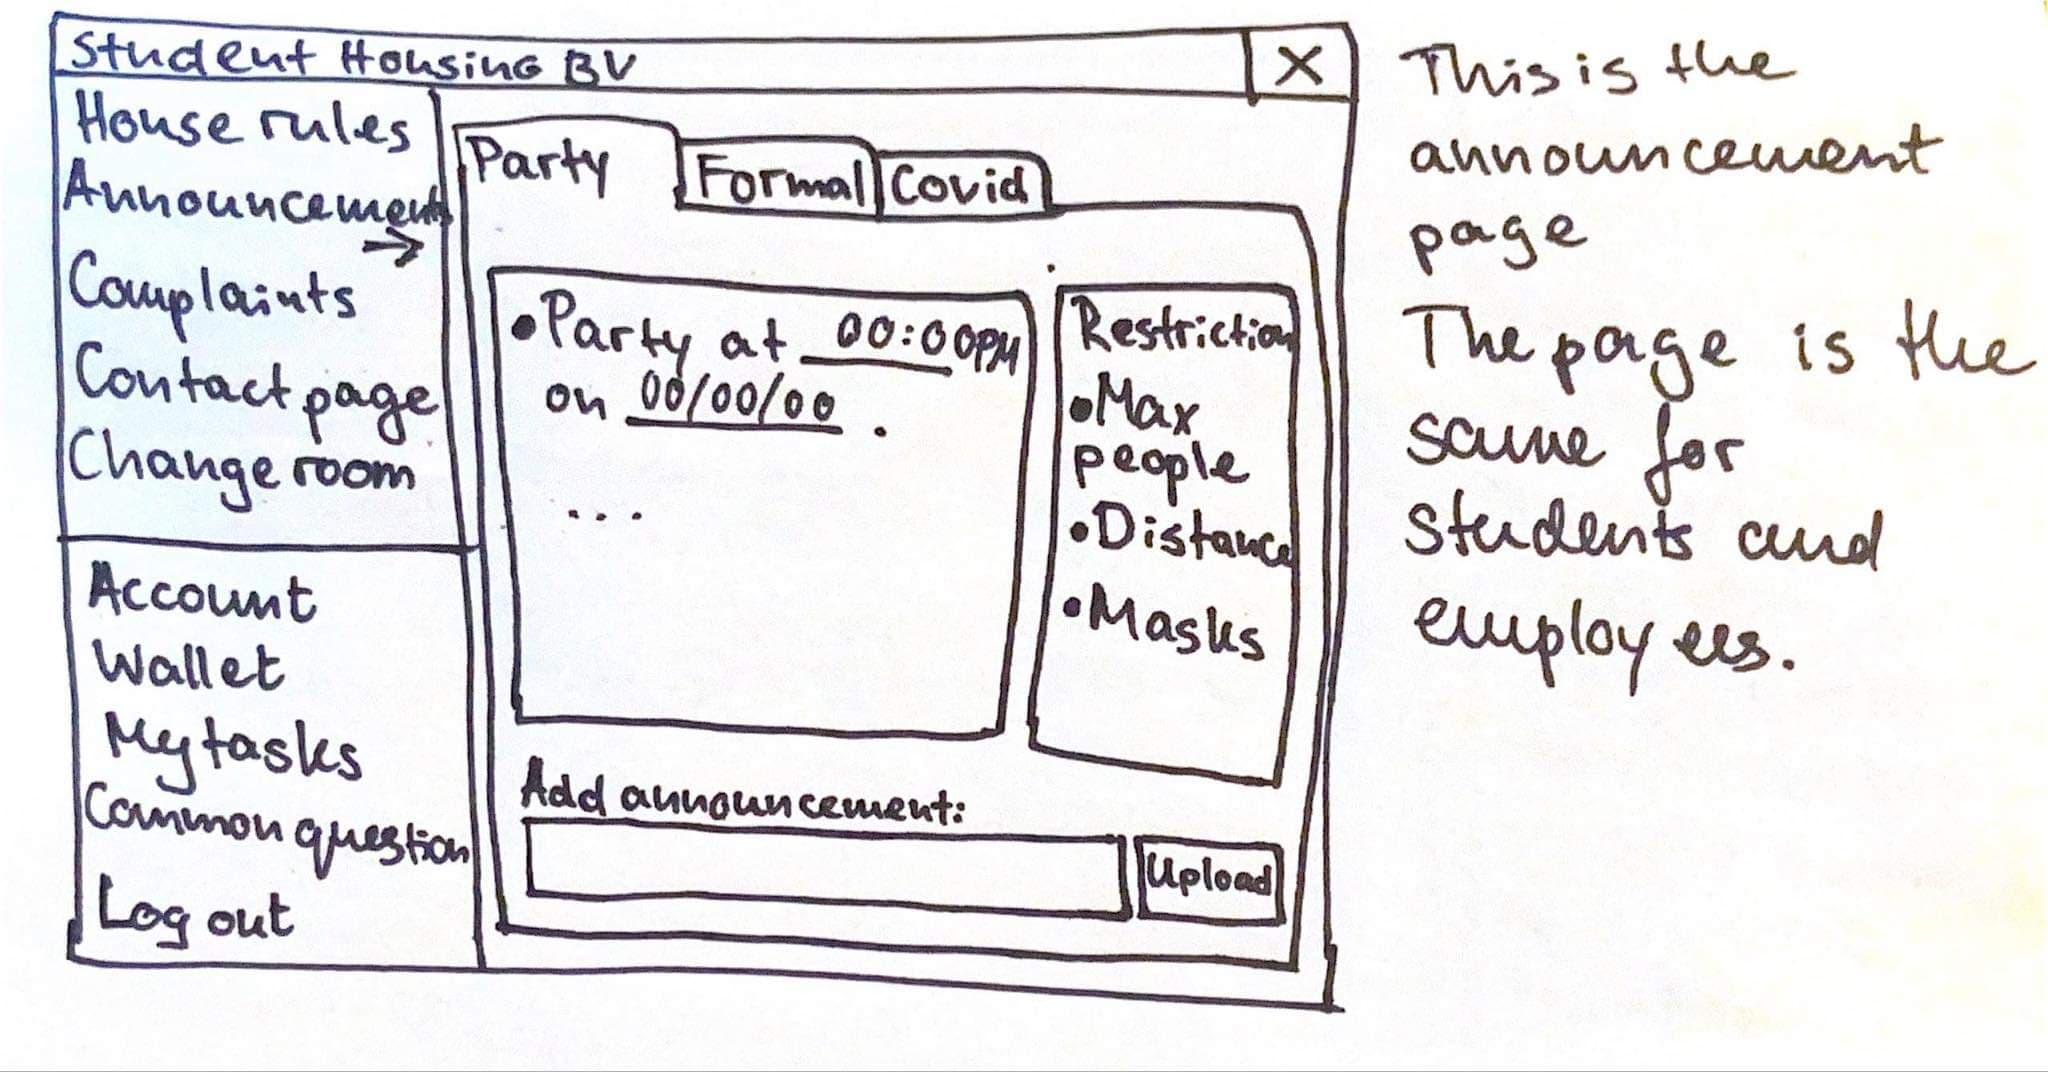 Student Housing BV
X
House rules
Announcements
→
Complaints
Contact page
Change room
Account
Wallet
My tasks
Common question
Log out
Party
Formal
Covid
• Party at 00:00PM
on 00/00/00 .
...
Restriction
• Max
people
• Distance
• Masks
Add announcement:
Upload
This is the
announcement
page
The page is the
same for
students and
employees.